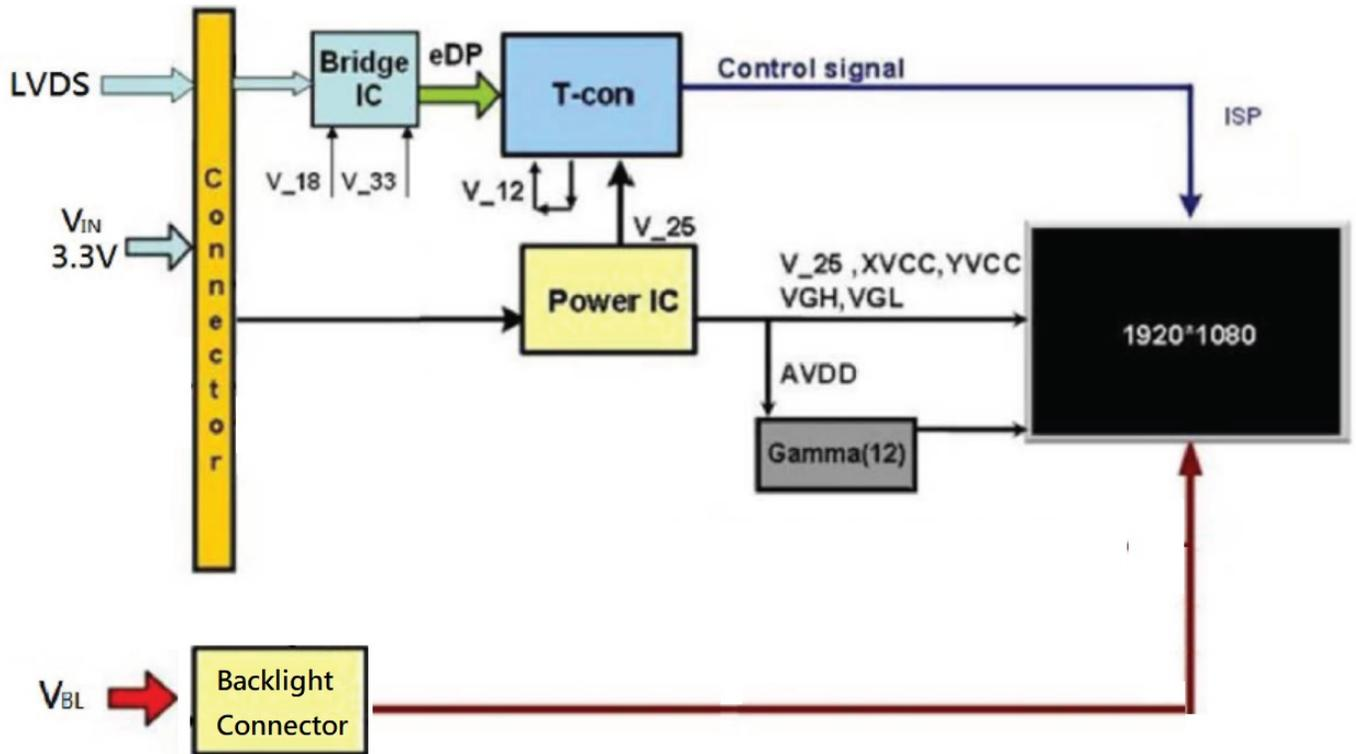 LVDS
Connector
Bridge
IC
eDP
T-con
Control signal
ISP
V_18
V_33
V_12
V_25
VIN
3.3V
Power IC
V_25 ,XVCC,YVCC
VGH,VGL
1920*1080
AVDD
Gamma(12)
VBL
Backlight
Connector